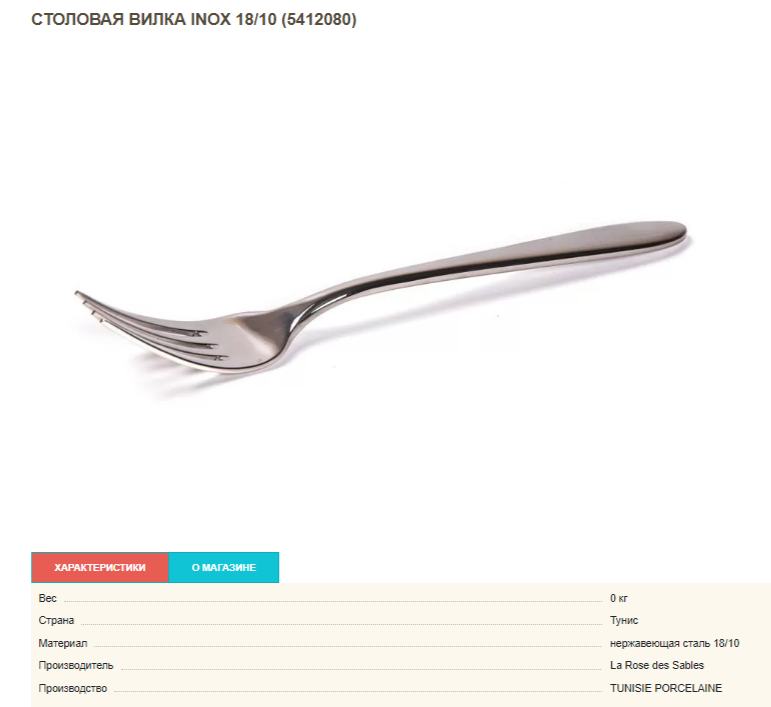 СТОЛОВАЯ ВИЛКА INOX 18/10 (5412080)
ХАРАКТЕРИСТИКИ О МАГАЗИНЕ
Вес 0 кг
Страна Тунис
Материал нержавеющая сталь 18/10
Производитель La Rose des Sables
Производство TUNISIE PORCELAINE